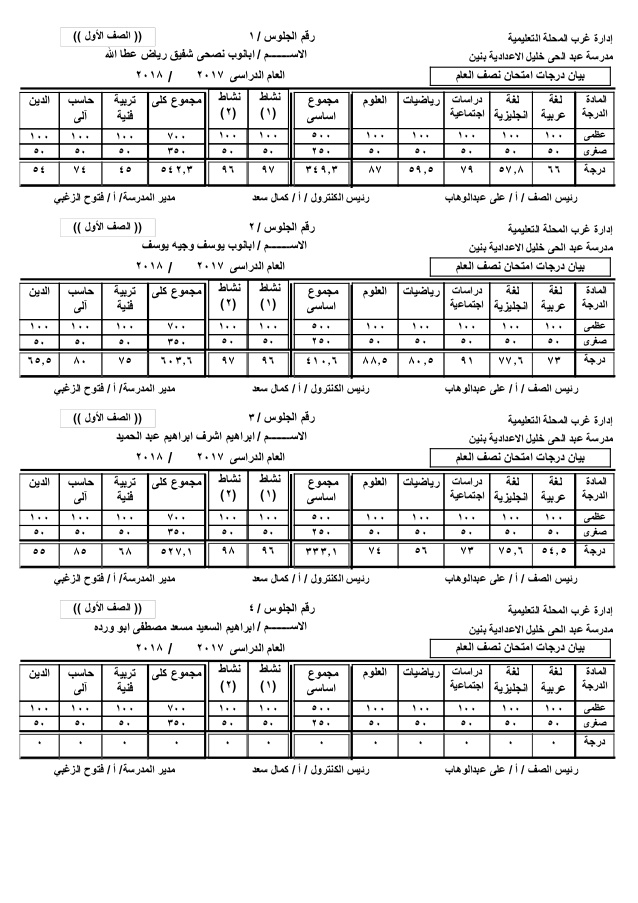 إدارة غرب المحلة التعليمية رقم الجلوس / ١ (( الصف الأول ))
مدرسة عبد الحى خليل الاعدادية بنين الاســـــم / ابانوب نصحى شفيق رياض عطا الله
بيان درجات امتحان نصف العام العام الدراسى ٢٠١٧ / ٢٠١٨
المادة لغة لغة دراسات رياضيات العلوم مجموع نشاط نشاط مجموع كلى تربية حاسب الدين
الدرجة عربية انجليزية اجتماعية اساسى (١) (٢) فنية آلى
عظمى ١٠٠ ١٠٠ ١٠٠ ١٠٠ ١٠٠ ٥٠٠ ١٠٠ ١٠٠ ٧٠٠ ١٠٠ ١٠٠ ١٠٠
صغرى ٥٠ ٥٠ ٥٠ ٥٠ ٥٠ ٢٥٠ ٥٠ ٥٠ ٣٥٠ ٥٠ ٥٠ ٥٠
درجة ٦٦ ٥٧,٨ ٧٩ ٥٩,٥ ٨٧ ٣٤٩,٣ ٩٧ ٩٦ ٥٤٢,٣ ٤٥ ٧٤ ٥٤
رئيس الصف / أ / على عبدالوهاب رئيس الكنترول / أ / كمال سعد مدير المدرسة/ أ / فتوح الزغبي
إدارة غرب المحلة التعليمية رقم الجلوس / ٢ (( الصف الأول ))
مدرسة عبد الحى خليل الاعدادية بنين الاســـــم / ابانوب يوسف وجيه يوسف
بيان درجات امتحان نصف العام العام الدراسى ٢٠١٧ / ٢٠١٨
المادة لغة لغة دراسات رياضيات العلوم مجموع نشاط نشاط مجموع كلى تربية حاسب الدين
الدرجة عربية انجليزية اجتماعية اساسى (١) (٢) فنية آلى
عظمى ١٠٠ ١٠٠ ١٠٠ ١٠٠ ١٠٠ ٥٠٠ ١٠٠ ١٠٠ ٧٠٠ ١٠٠ ١٠٠ ١٠٠
صغرى ٥٠ ٥٠ ٥٠ ٥٠ ٥٠ ٢٥٠ ٥٠ ٥٠ ٣٥٠ ٥٠ ٥٠ ٥٠
درجة ٧٣ ٧٧,٦ ٩١ ٨٠,٥ ٨٨,٥ ٤١٠,٦ ٩٦ ٩٧ ٦٠٣,٦ ٧٥ ٨٠ ٦٥,٥
رئيس الصف / أ / على عبدالوهاب رئيس الكنترول / أ / كمال سعد مدير المدرسة/ أ / فتوح الزغبي
إدارة غرب المحلة التعليمية رقم الجلوس / ٣ (( الصف الأول ))
مدرسة عبد الحى خليل الاعدادية بنين الاســـــم / ابراهيم اشرف ابراهيم عبد الحميد
بيان درجات امتحان نصف العام العام الدراسى ٢٠١٧ / ٢٠١٨
المادة لغة لغة دراسات رياضيات العلوم مجموع نشاط نشاط مجموع كلى تربية حاسب الدين
الدرجة عربية انجليزية اجتماعية اساسى (١) (٢) فنية آلى
عظمى ١٠٠ ١٠٠ ١٠٠ ١٠٠ ١٠٠ ٥٠٠ ١٠٠ ١٠٠ ٧٠٠ ١٠٠ ١٠٠ ١٠٠
صغرى ٥٠ ٥٠ ٥٠ ٥٠ ٥٠ ٢٥٠ ٥٠ ٥٠ ٣٥٠ ٥٠ ٥٠ ٥٠
درجة ٥٤,٥ ٧٥,٦ ٧٣ ٥٦ ٧٤ ٣٣٣,١ ٩٦ ٩٨ ٥٢٧,١ ٦٨ ٨٥ ٥٥
رئيس الصف / أ / على عبدالوهاب رئيس الكنترول / أ / كمال سعد مدير المدرسة/ أ / فتوح الزغبي
إدارة غرب المحلة التعليمية رقم الجلوس / ٤ (( الصف الأول ))
مدرسة عبد الحى خليل الاعدادية بنين الاســـــم / ابراهيم السعيد مسعد مصطفى ابو ورده
بيان درجات امتحان نصف العام العام الدراسى ٢٠١٧ / ٢٠١٨
المادة لغة لغة دراسات رياضيات العلوم مجموع نشاط نشاط مجموع كلى تربية حاسب الدين
الدرجة عربية انجليزية اجتماعية اساسى (١) (٢) فنية آلى
عظمى ١٠٠ ١٠٠ ١٠٠ ١٠٠ ١٠٠ ٥٠٠ ١٠٠ ١٠٠ ٧٠٠ ١٠٠ ١٠٠ ١٠٠
صغرى ٥٠ ٥٠ ٥٠ ٥٠ ٥٠ ٢٥٠ ٥٠ ٥٠ ٣٥٠ ٥٠ ٥٠ ٥٠
درجة ٠ ٠ ٠ ٠ ٠ ٠ ٠ ٠ ٠ ٠ ٠ ٠
رئيس الصف / أ / على عبدالوهاب رئيس الكنترول / أ / كمال سعد مدير المدرسة/ أ / فتوح الزغبي